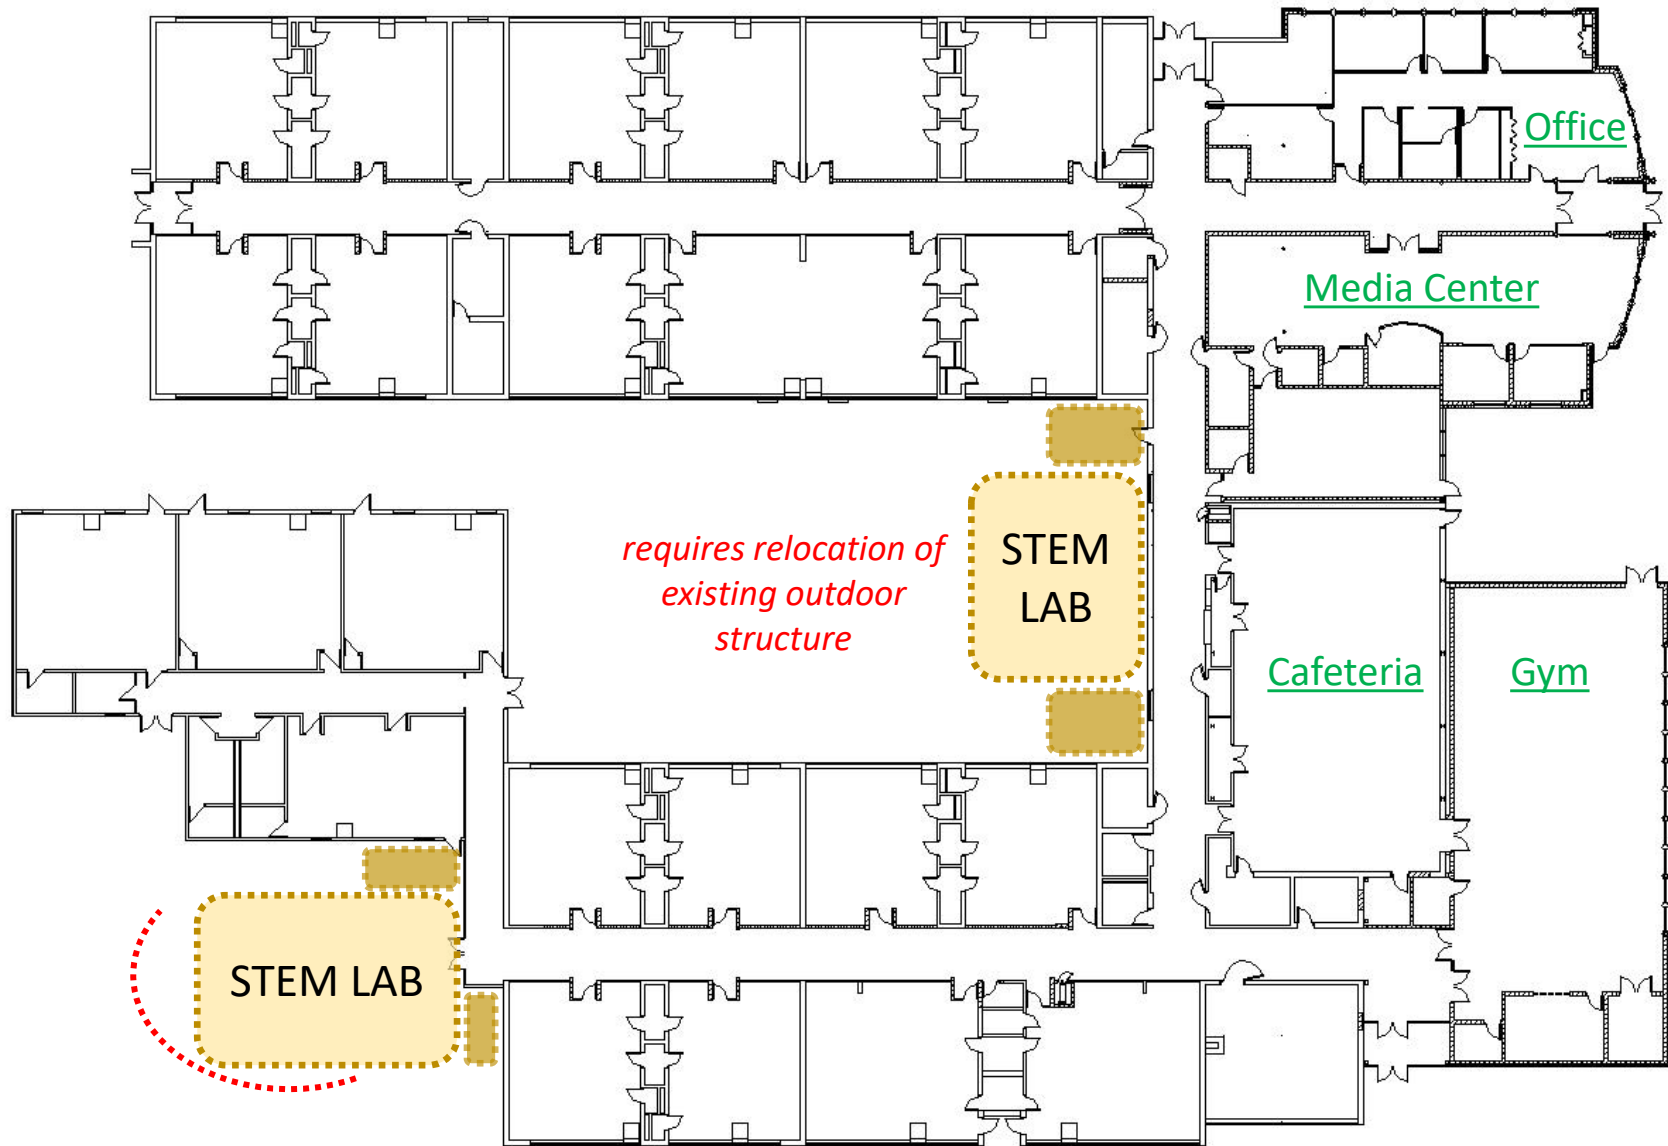 Office
Media Center
requires relocation of
existing outdoor
structure
STEM
LAB
Cafeteria
Gym
STEM LAB